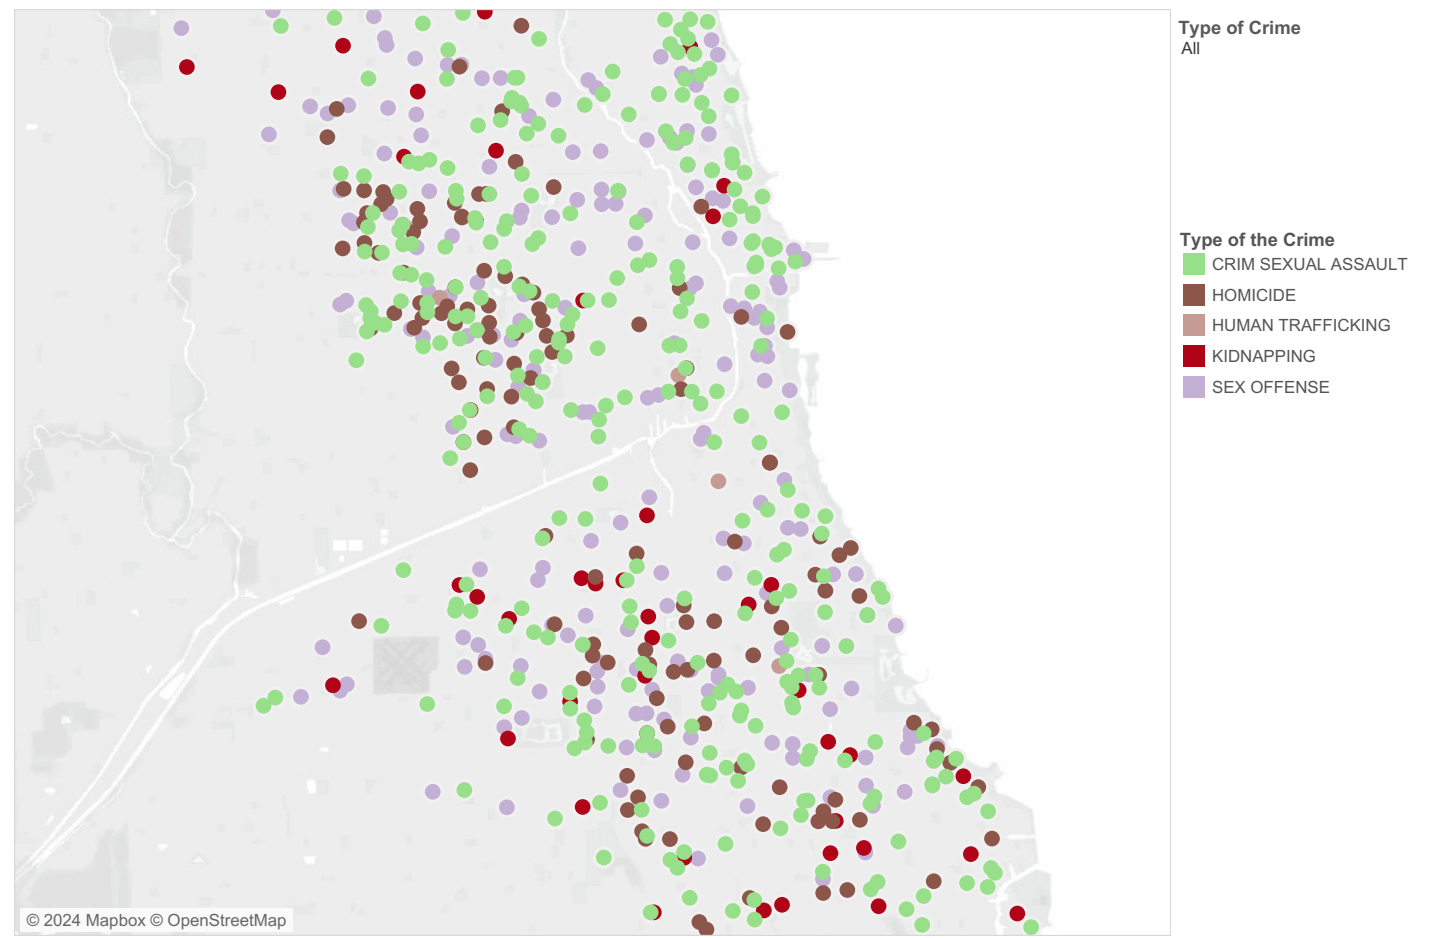 Type of Crime
All
Type of the Crime
CRIM SEXUAL ASSAULT
HOMICIDE
HUMAN TRAFFICKING
KIDNAPPING
SEX OFFENSE
© 2024 Mapbox © OpenStreetMap